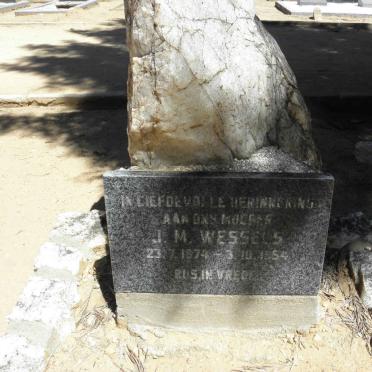 IN LIEFDEVOLLE HERINNERING
AAN ONS MOEDER
J. M. WESSELS
23.7.1874 - 3.10.1954
RUS IN VREDE